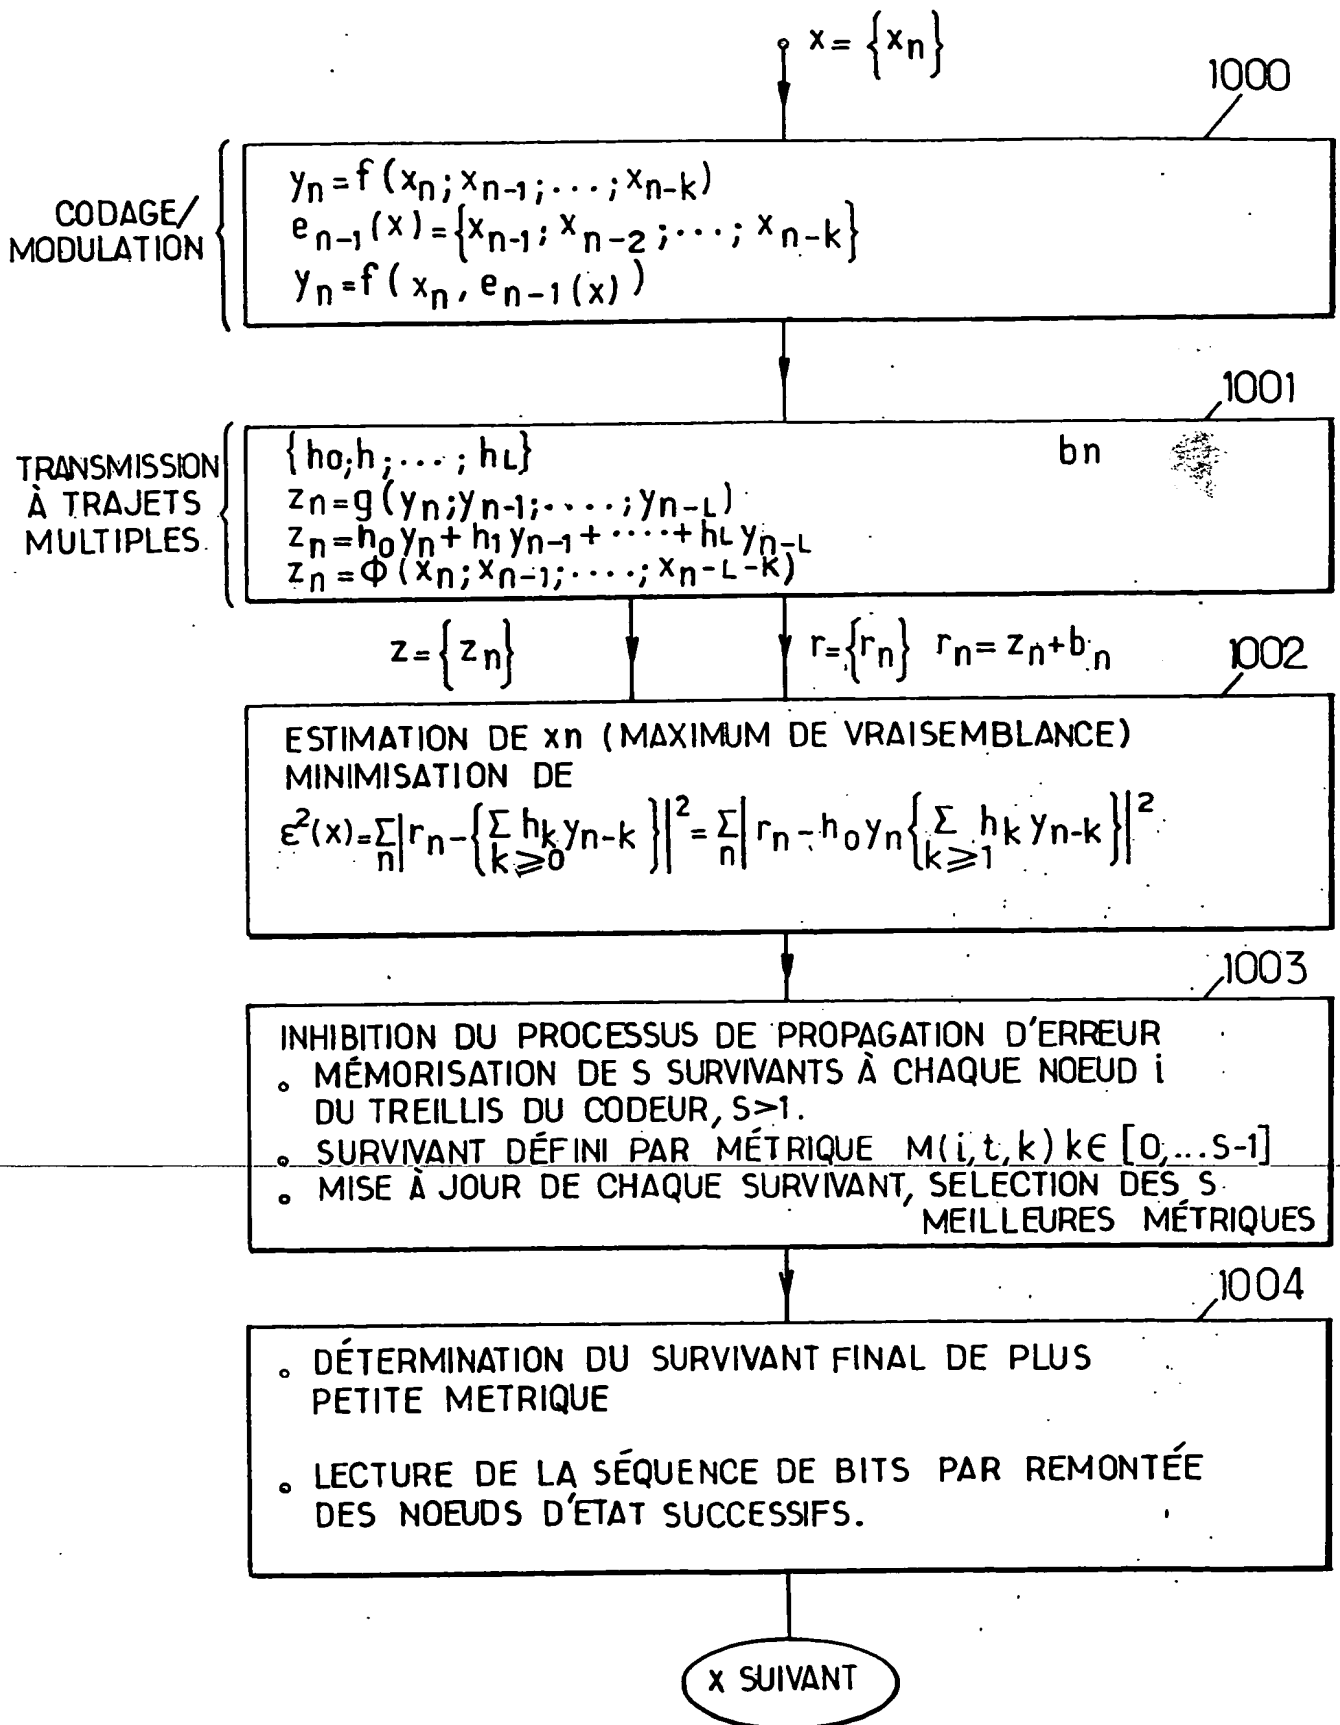 x = {xn}
1000
CODAGE/
MODULATION
yn = f(xn; xn-1; ...; xn-k)
en-1(x) = {xn-1; xn-2; ...; xn-k}
yn = f(xn, en-1(x))
1001
TRANSMISSION
À TRAJETS
MULTIPLES
{h0; h; ...; hL}
bn
zn = g(yn; yn-1; ....; yn-L)
zn = h0 yn + h1 yn-1 + ..... + hL yn-L
zn = Φ(xn; xn-1; ....; xn-L-k)
z = {zn}
r = {rn} rn = zn + bn
1002
ESTIMATION DE xn (MAXIMUM DE VRAISEMBLANCE)
MINIMISATION DE
ε²(x) = Σn |rn - {Σk⩾0 hk yn-k}|² = Σn |rn - h0 yn {Σk⩾1 hk yn-k}|²
1003
INHIBITION DU PROCESSUS DE PROPAGATION D'ERREUR
∘ MÉMORISATION DE S SURVIVANTS À CHAQUE NOEUD i
DU TREILLIS DU CODEUR, S>1.
∘ SURVIVANT DÉFINI PAR MÉTRIQUE M(i,t,k) k∈[0,...S-1]
∘ MISE À JOUR DE CHAQUE SURVIVANT, SELECTION DES S
MEILLEURES MÉTRIQUES
1004
∘ DÉTERMINATION DU SURVIVANT FINAL DE PLUS
PETITE METRIQUE
∘ LECTURE DE LA SÉQUENCE DE BITS PAR REMONTÉE
DES NOEUDS D'ÉTAT SUCCESSIFS.
x SUIVANT